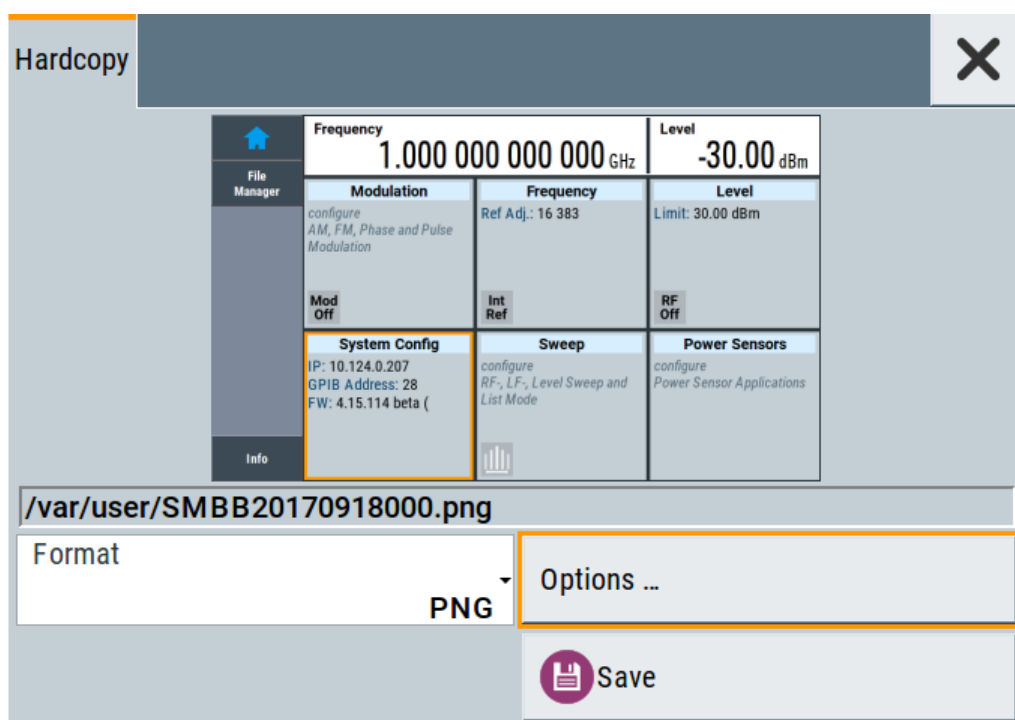 Hardcopy
File
Manager
Info
Frequency
1.000 000 000 000 GHz
Level
-30.00 dBm
Modulation
configure
AM, FM, Phase and Pulse
Modulation
Mod
Off
Frequency
Ref Adj.: 16 383
Int
Ref
Level
Limit: 30.00 dBm
RF
Off
System Config
IP: 10.124.0.207
GPIB Address: 28
FW: 4.15.114 beta (
Sweep
configure
RF-, LF-, Level Sweep and
List Mode
Power Sensors
configure
Power Sensor Applications
/var/user/SMBB20170918000.png
Format
PNG
Options ...
Save